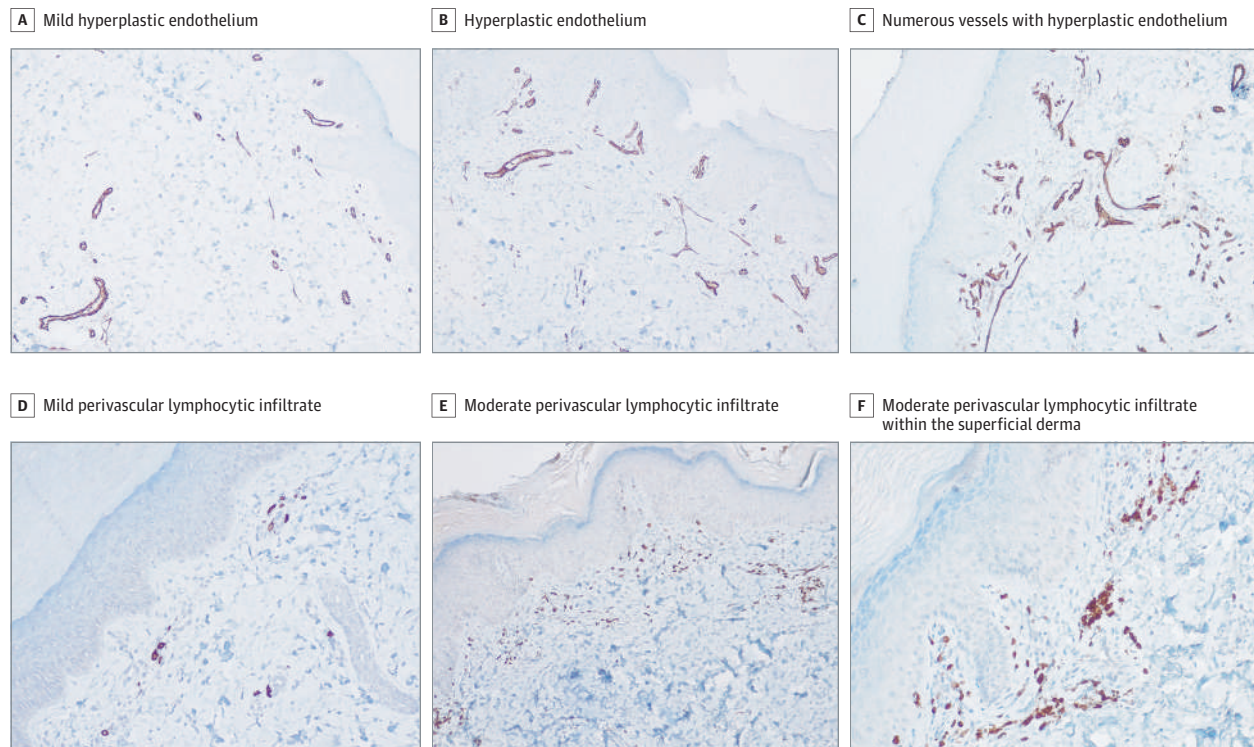 A Mild hyperplastic endothelium
B Hyperplastic endothelium
C Numerous vessels with hyperplastic endothelium
D Mild perivascular lymphocytic infiltrate
E Moderate perivascular lymphocytic infiltrate
F Moderate perivascular lymphocytic infiltrate
within the superficial derma